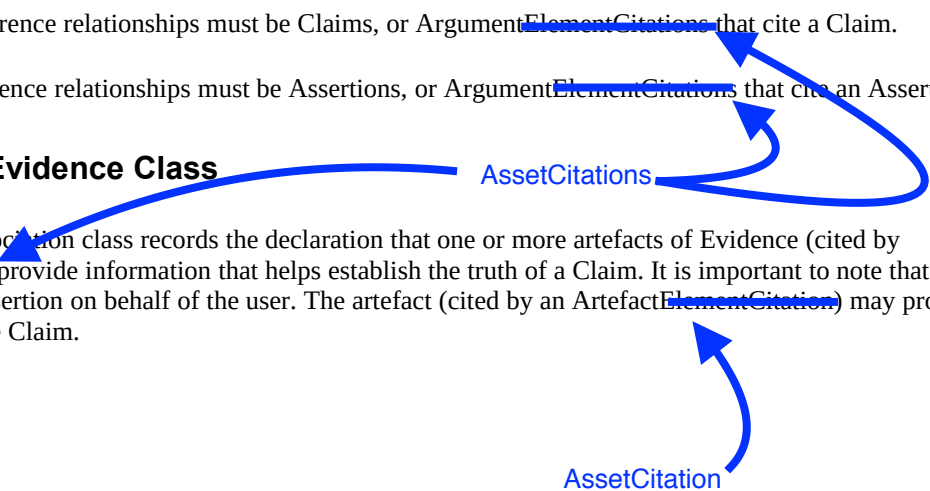 rence relationships must be Claims, or ArgumentElementCitations that cite a Claim.
ence relationships must be Assertions, or ArgumentElementCitations that cite an Assert
Evidence Class
AssetCitations
ociation class records the declaration that one or more artefacts of Evidence (cited by
provide information that helps establish the truth of a Claim. It is important to note that
ertion on behalf of the user. The artefact (cited by an ArtefactElementCitation) may pro
Claim.
AssetCitation